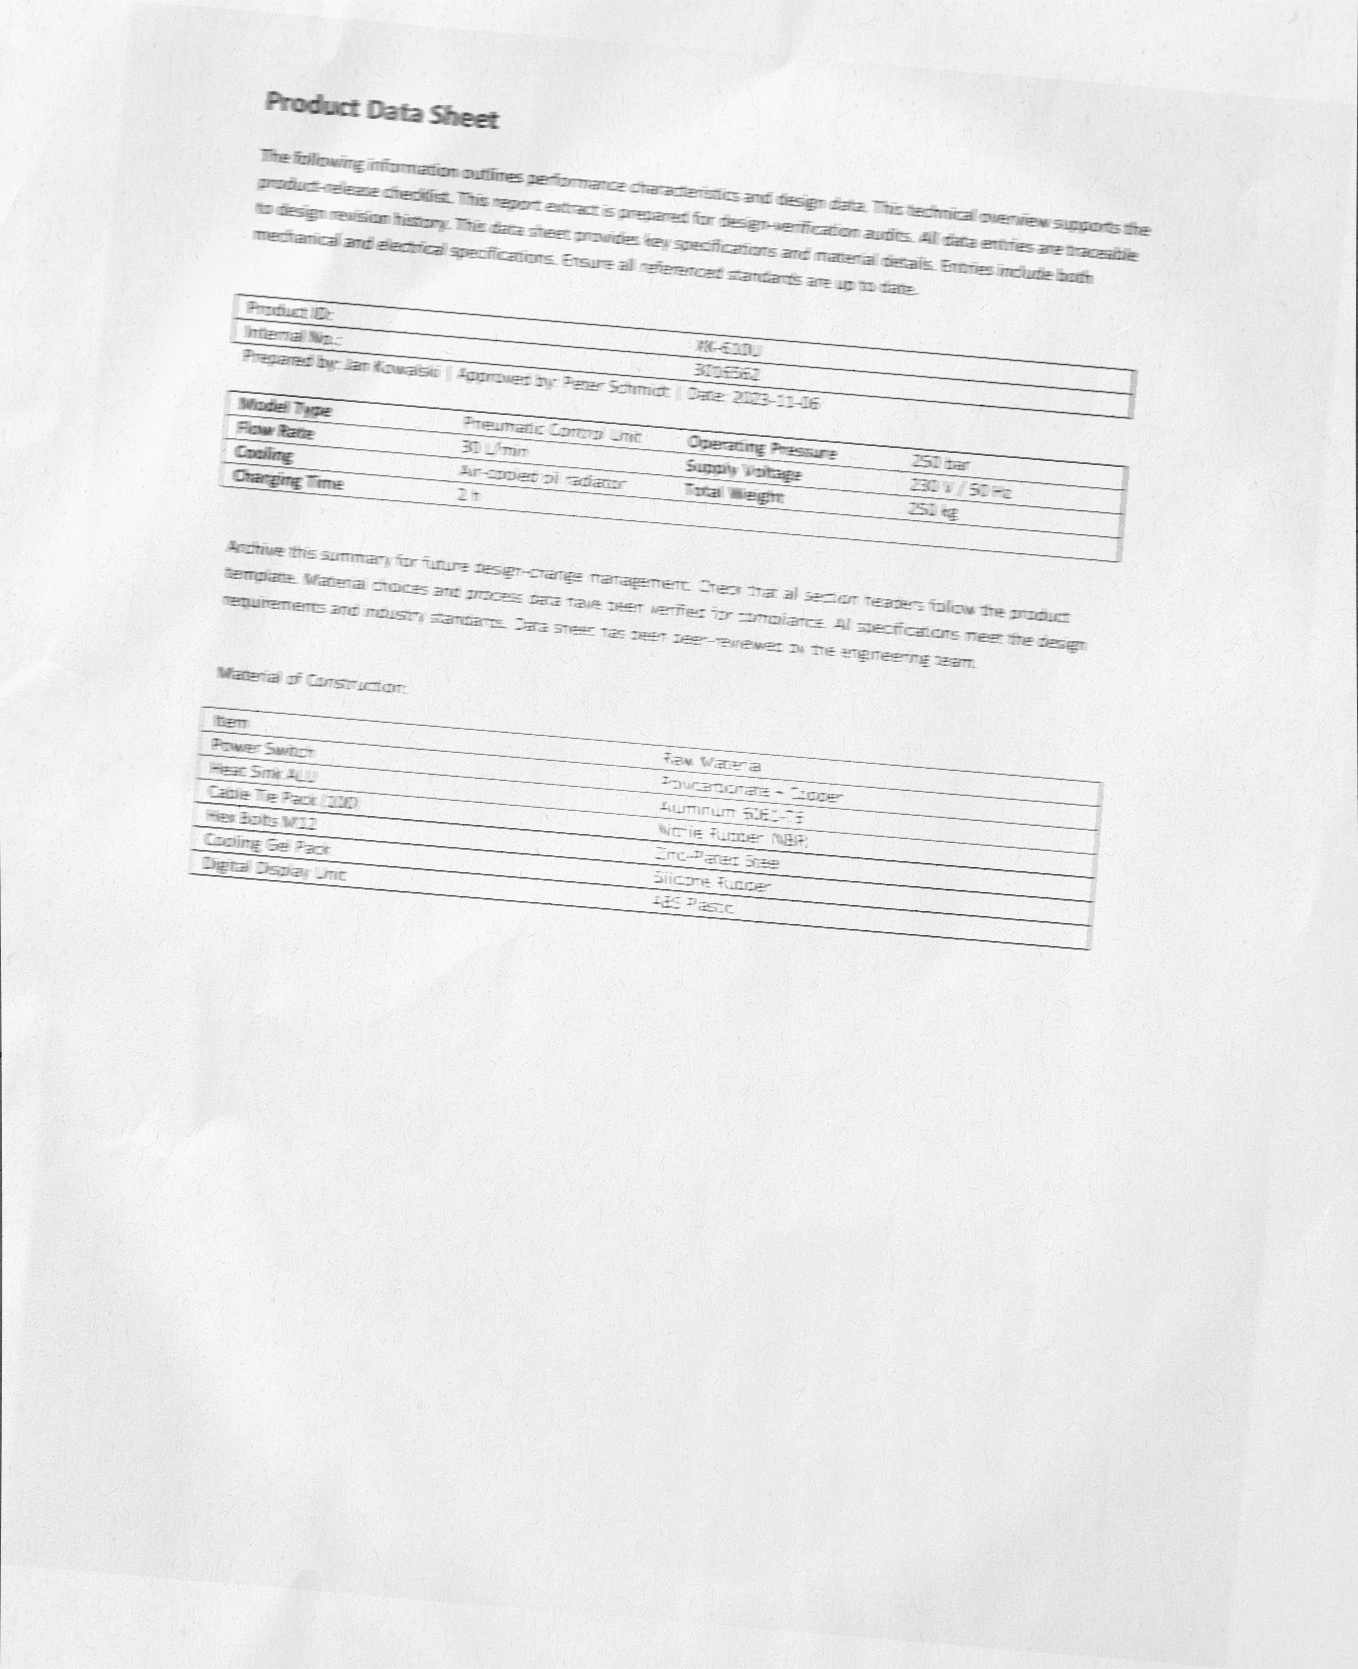 Product Data Sheet
The following information outlines performance characteristics and design data. This technical overview supports the
product-release checklist. This report extract is prepared for design-verification audits. All data entries are traceable
to design revision history. This data sheet provides key specifications and material details. Entries include both
mechanical and electrical specifications. Ensure all referenced standards are up to date.
Product ID:
Internal No.: 
Prepared by: Jan Kowalski | Approved by: Peter Schmidt | Date: 2023-11-06
Model Type Pneumatic Control Unit Operating Pressure 250 bar
Flow Rate 30 L/min Supply Voltage 230 V / 50 Hz
Cooling Air-cooled oil radiator Total Weight 250 kg
Charging Time 2 h
Archive this summary for future design-change management. Check that all section headers follow the product
template. Material choices and process data have been verified for compliance. All specifications meet the design
requirements and industry standards. Data sheet has been peer-reviewed by the engineering team.
Material of Construction:
Item Raw Material
Power Switch Polycarbonate + Copper
Heat Sink ALU Aluminum 6061-T6
Cable Tie Pack (100) Nitrile Rubber (NBR)
Hex Bolts M12 Zinc-Plated Steel
Cooling Gel Pack Silicone Rubber
Digital Display Unit ABS Plastic